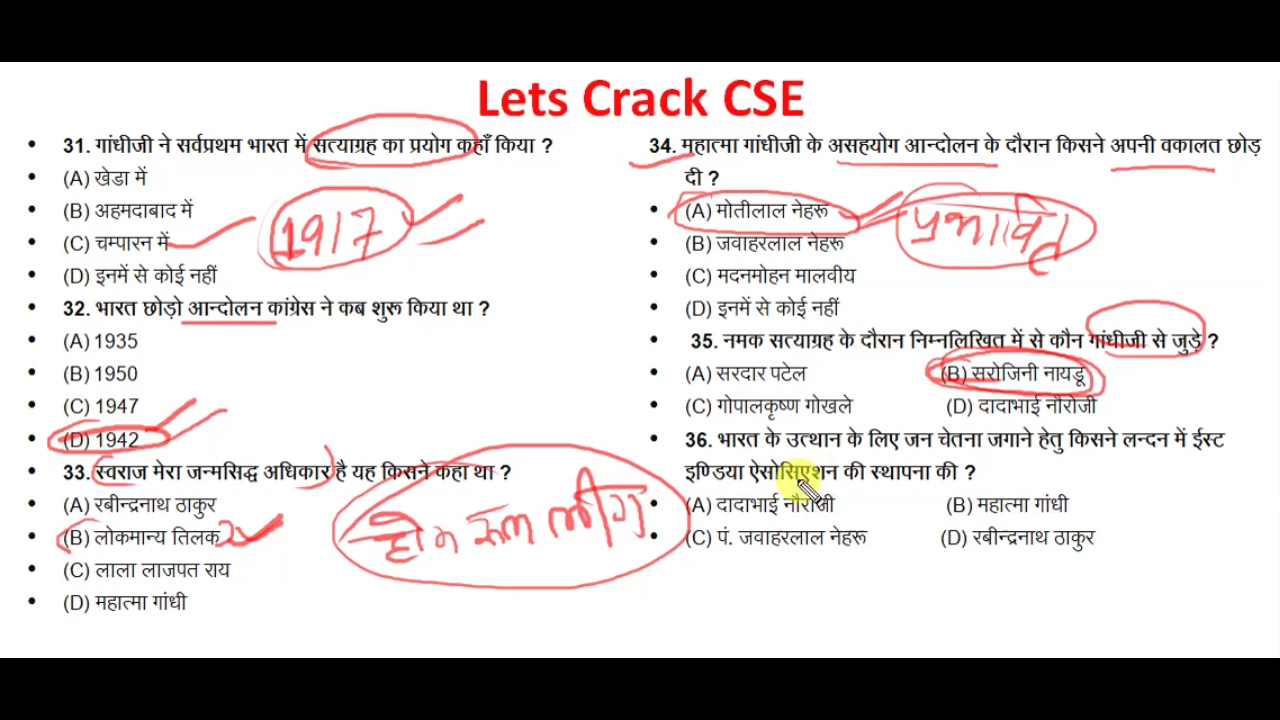 Lets Crack CSE
31. गांधीजी ने सर्वप्रथम भारत में सत्याग्रह का प्रयोग कहाँ किया ?
(A) खेडा में
(B) अहमदाबाद में
(C) चम्पारन में
1917
(D) इनमें से कोई नहीं
32. भारत छोड़ो आन्दोलन कांग्रेस ने कब शुरू किया था ?
(A) 1935
(B) 1950
(C) 1947
(D) 1942
33. स्वराज मेरा जन्मसिद्ध अधिकार है यह किसने कहा था ?
(A) रबीन्द्रनाथ ठाकुर
(B) लोकमान्य तिलक
होम रूल लीग
(C) लाला लाजपत राय
(D) महात्मा गांधी
34. महात्मा गांधीजी के असहयोग आन्दोलन के दौरान किसने अपनी वकालत छोड़
दी ?
(A) मोतीलाल नेहरू
प्रभावित
(B) जवाहरलाल नेहरू
(C) मदनमोहन मालवीय
(D) इनमें से कोई नहीं
35. नमक सत्याग्रह के दौरान निम्नलिखित में से कौन गांधीजी से जुड़े ?
(A) सरदार पटेल (B) सरोजिनी नायडू
(C) गोपालकृष्ण गोखले (D) दादाभाई नौरोजी
36. भारत के उत्थान के लिए जन चेतना जगाने हेतु किसने लन्दन में ईस्ट
इण्डिया ऐसोसिएशन की स्थापना की ?
(A) दादाभाई नौरोजी (B) महात्मा गांधी
(C) पं. जवाहरलाल नेहरू (D) रबीन्द्रनाथ ठाकुर